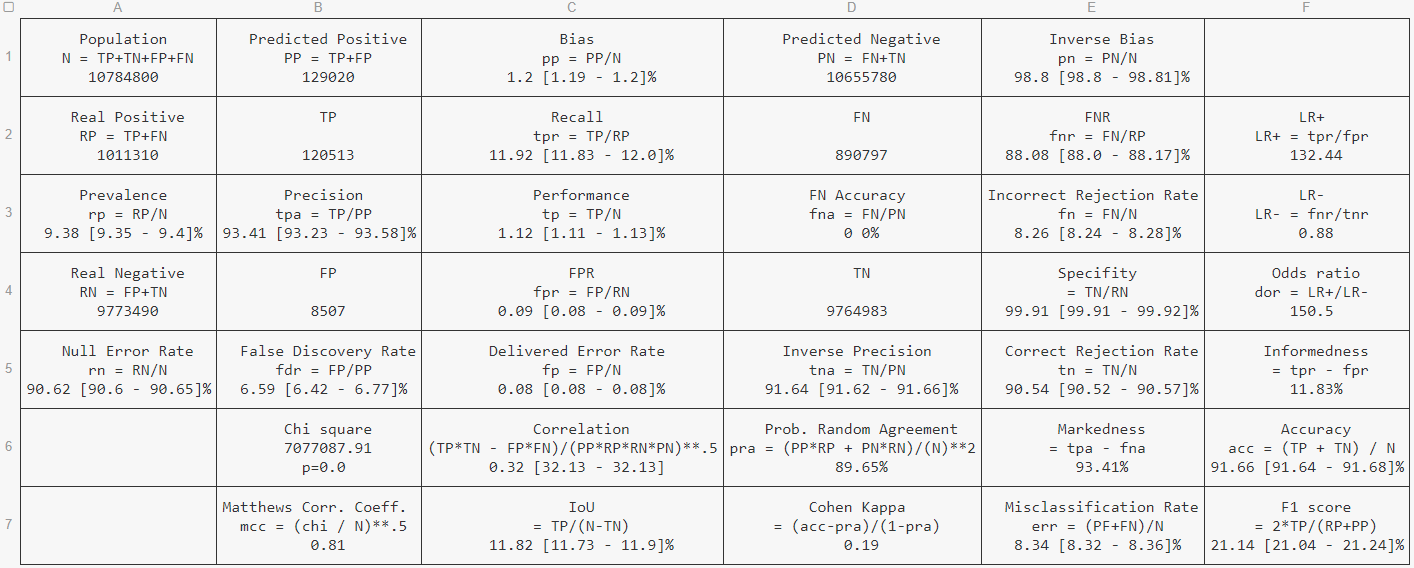 A B C D E F
1
Population
N = TP+TN+FP+FN
10784800
Predicted Positive
PP = TP+FP
129020
Bias
pp = PP/N
1.2 [1.19 - 1.2]%
Predicted Negative
PN = FN+TN
10655780
Inverse Bias
pn = PN/N
98.8 [98.8 - 98.81]%
2
Real Positive
RP = TP+FN
1011310
TP
120513
Recall
tpr = TP/RP
11.92 [11.83 - 12.0]%
FN
890797
FNR
fnr = FN/RP
88.08 [88.0 - 88.17]%
LR+
LR+ = tpr/fpr
132.44
3
Prevalence
rp = RP/N
9.38 [9.35 - 9.4]%
Precision
tpa = TP/PP
93.41 [93.23 - 93.58]%
Performance
tp = TP/N
1.12 [1.11 - 1.13]%
FN Accuracy
fna = FN/PN
0 0%
Incorrect Rejection Rate
fn = FN/N
8.26 [8.24 - 8.28]%
LR-
LR- = fnr/tnr
0.88
4
Real Negative
RN = FP+TN
9773490
FP
8507
FPR
fpr = FP/RN
0.09 [0.08 - 0.09]%
TN
9764983
Specifity
= TN/RN
99.91 [99.91 - 99.92]%
Odds ratio
dor = LR+/LR-
150.5
5
Null Error Rate
rn = RN/N
90.62 [90.6 - 90.65]%
False Discovery Rate
fdr = FP/PP
6.59 [6.42 - 6.77]%
Delivered Error Rate
fp = FP/N
0.08 [0.08 - 0.08]%
Inverse Precision
tna = TN/PN
91.64 [91.62 - 91.66]%
Correct Rejection Rate
tn = TN/N
90.54 [90.52 - 90.57]%
Informedness
= tpr - fpr
11.83%
6
Chi square
7077087.91
p=0.0
Correlation
(TP*TN - FP*FN)/(PP*RP*RN*PN)**.5
0.32 [32.13 - 32.13]
Prob. Random Agreement
pra = (PP*RP + PN*RN)/(N)**2
89.65%
Markedness
= tpa - fna
93.41%
Accuracy
acc = (TP + TN) / N
91.66 [91.64 - 91.68]%
7
Matthews Corr. Coeff.
mcc = (chi / N)**.5
0.81
IoU
= TP/(N-TN)
11.82 [11.73 - 11.9]%
Cohen Kappa
= (acc-pra)/(1-pra)
0.19
Misclassification Rate
err = (PF+FN)/N
8.34 [8.32 - 8.36]%
F1 score
= 2*TP/(RP+PP)
21.14 [21.04 - 21.24]%